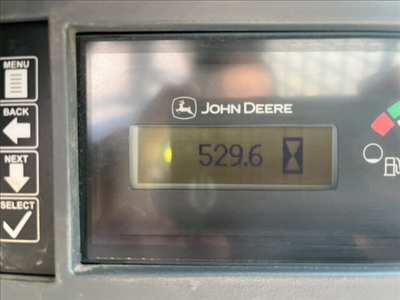 MENU
BACK
NEXT
SELECT
JOHN DEERE
529.6